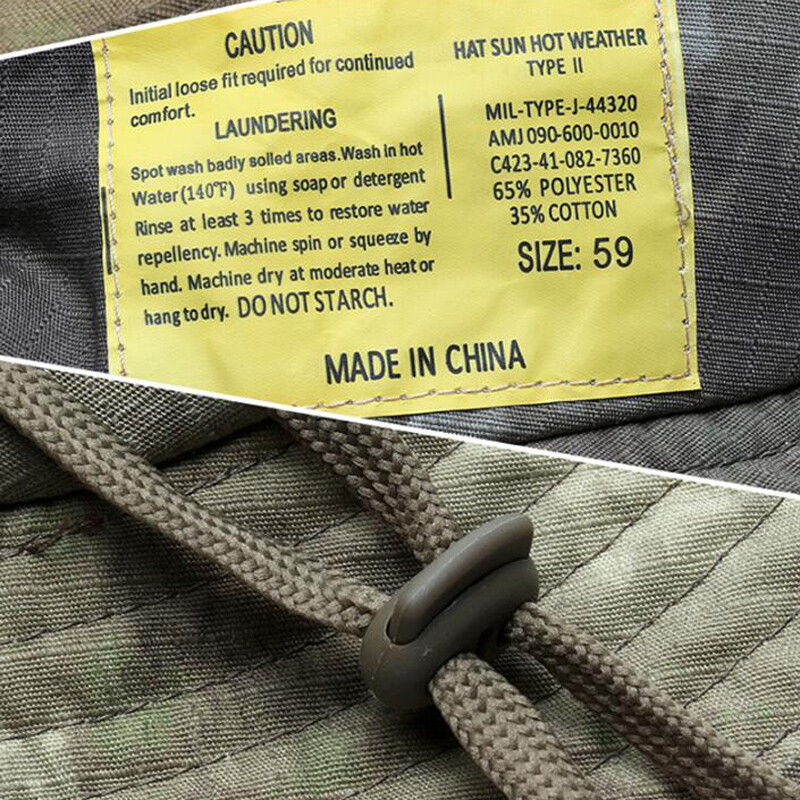 CAUTION
Initial loose fit required for continued
comfort.
LAUNDERING
Spot wash badly solled areas.Wash in hot
Water(140°F) using soap or detergent
Rinse at least 3 times to restore water
repellency. Machine spin or squeeze by
hand. Machine dry at moderate heat or
hang to dry. DO NOT STARCH.
HAT SUN HOT WEATHER
TYPE II
MIL-TYPE-J-44320
AMJ 090-600-0010
C423-41-082-7360
65% POLYESTER
35% COTTON
SIZE: 59
MADE IN CHINA